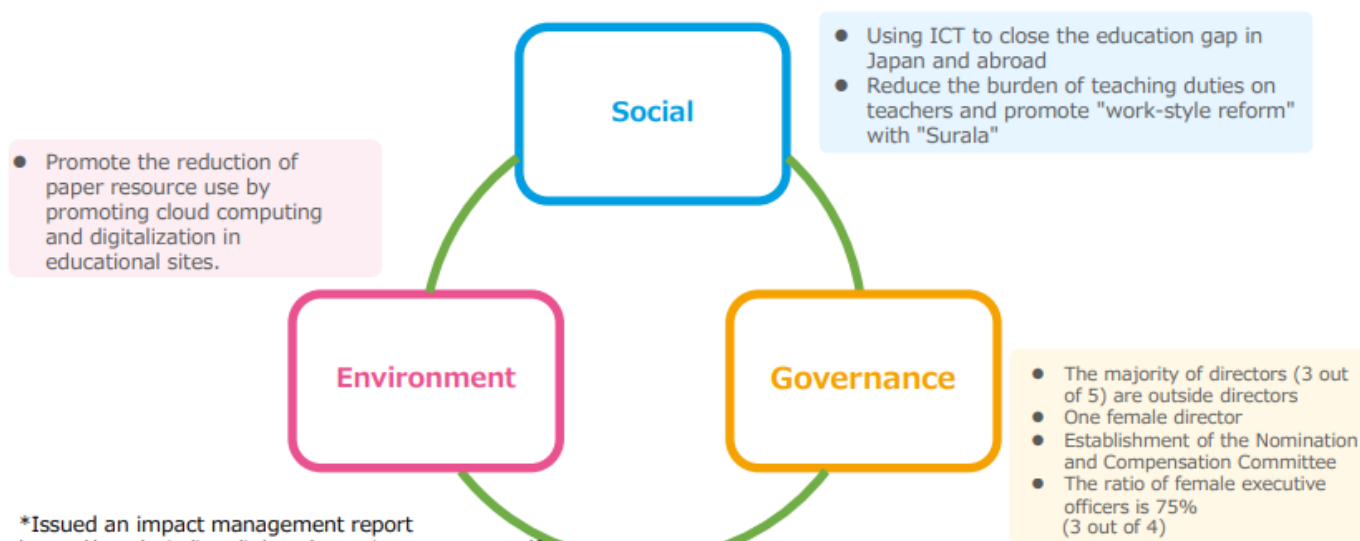 Social
● Using ICT to close the education gap in
Japan and abroad
● Reduce the burden of teaching duties on
teachers and promote "work-style reform"
with "Surala"
● Promote the reduction of
paper resource use by
promoting cloud computing
and digitalization in
educational sites.
Environment
Governance
● The majority of directors (3 out
of 5) are outside directors
● One female director
● Establishment of the Nomination
and Compensation Committee
● The ratio of female executive
officers is 75%
(3 out of 4)
*Issued an impact management report